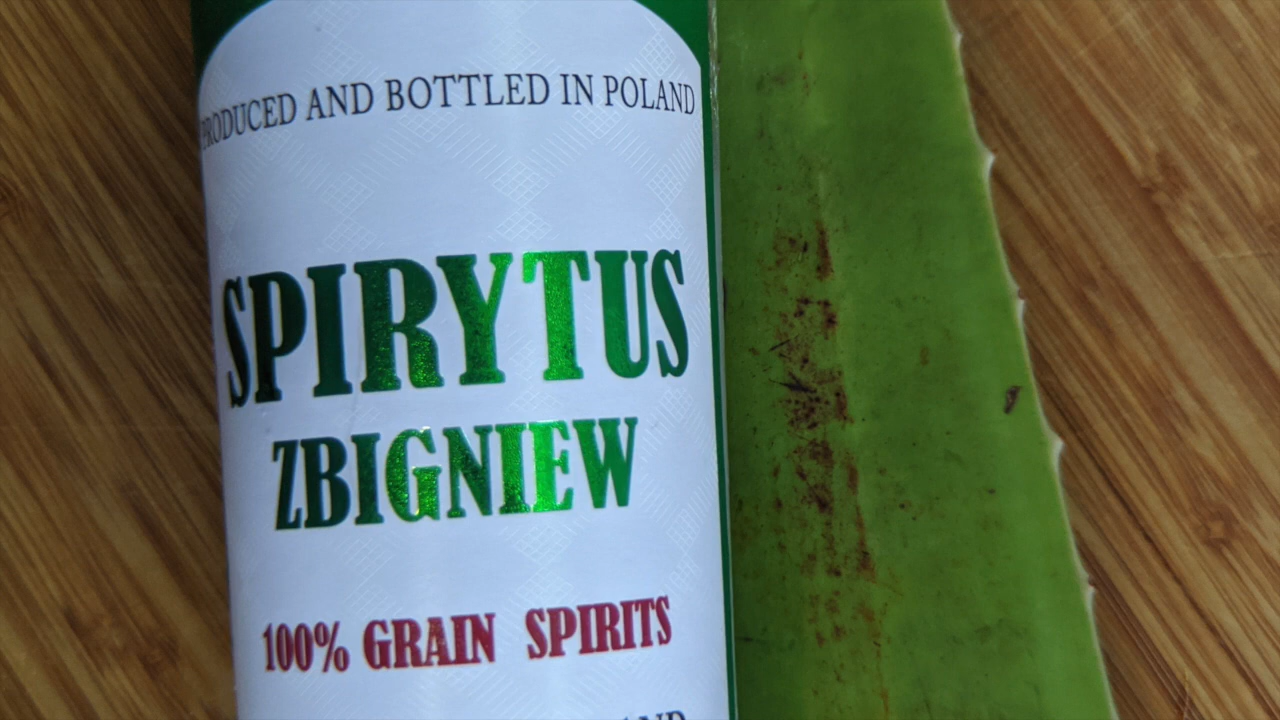 PRODUCED AND BOTTLED IN POLAND
SPIRYTUS
ZBIGNIEW
100% GRAIN SPIRITS